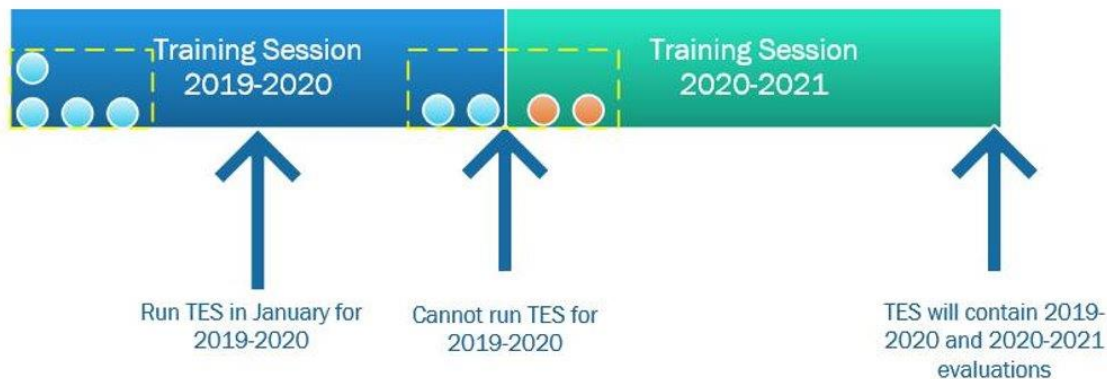 Training Session
2019-2020
Training Session
2020-2021
Run TES in January for
2019-2020
Cannot run TES for
2019-2020
TES will contain 2019-
2020 and 2020-2021
evaluations